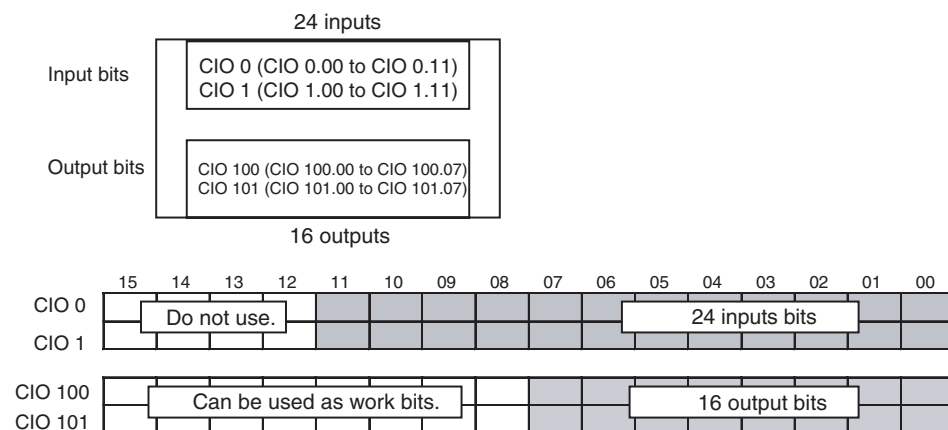 24 inputs
Input bits
CIO 0 (CIO 0.00 to CIO 0.11)
CIO 1 (CIO 1.00 to CIO 1.11)
Output bits
CIO 100 (CIO 100.00 to CIO 100.07)
CIO 101 (CIO 101.00 to CIO 101.07)
16 outputs
15 14 13 12 11 10 09 08 07 06 05 04 03 02 01 00
CIO 0
Do not use.
24 inputs bits
CIO 1
CIO 100
Can be used as work bits.
16 output bits
CIO 101